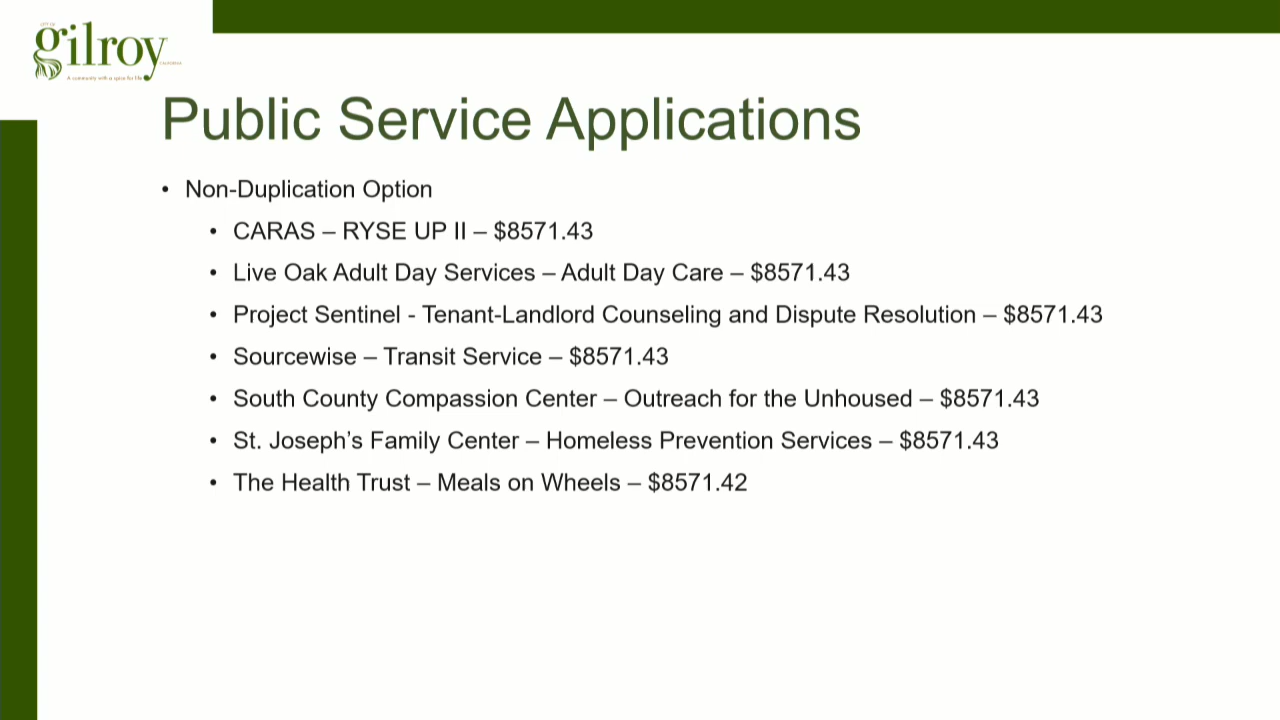 CITY OF
gilroy
CALIFORNIA
A community with a spice for life
Public Service Applications
• Non-Duplication Option
• CARAS – RYSE UP II – $8571.43
• Live Oak Adult Day Services – Adult Day Care – $8571.43
• Project Sentinel - Tenant-Landlord Counseling and Dispute Resolution – $8571.43
• Sourcewise – Transit Service – $8571.43
• South County Compassion Center – Outreach for the Unhoused – $8571.43
• St. Joseph’s Family Center – Homeless Prevention Services – $8571.43
• The Health Trust – Meals on Wheels – $8571.42